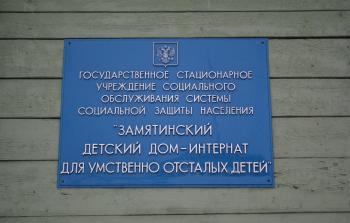 ГОСУДАРСТВЕННОЕ СТАЦИОНАРНОЕ
УЧРЕЖДЕНИЕ СОЦИАЛЬНОГО
ОБСЛУЖИВАНИЯ СИСТЕМЫ
СОЦИАЛЬНОЙ ЗАЩИТЫ НАСЕЛЕНИЯ
"ЗАМЯТИНСКИЙ
ДЕТСКИЙ ДОМ-ИНТЕРНАТ
ДЛЯ УМСТВЕННО ОТСТАЛЫХ ДЕТЕЙ"